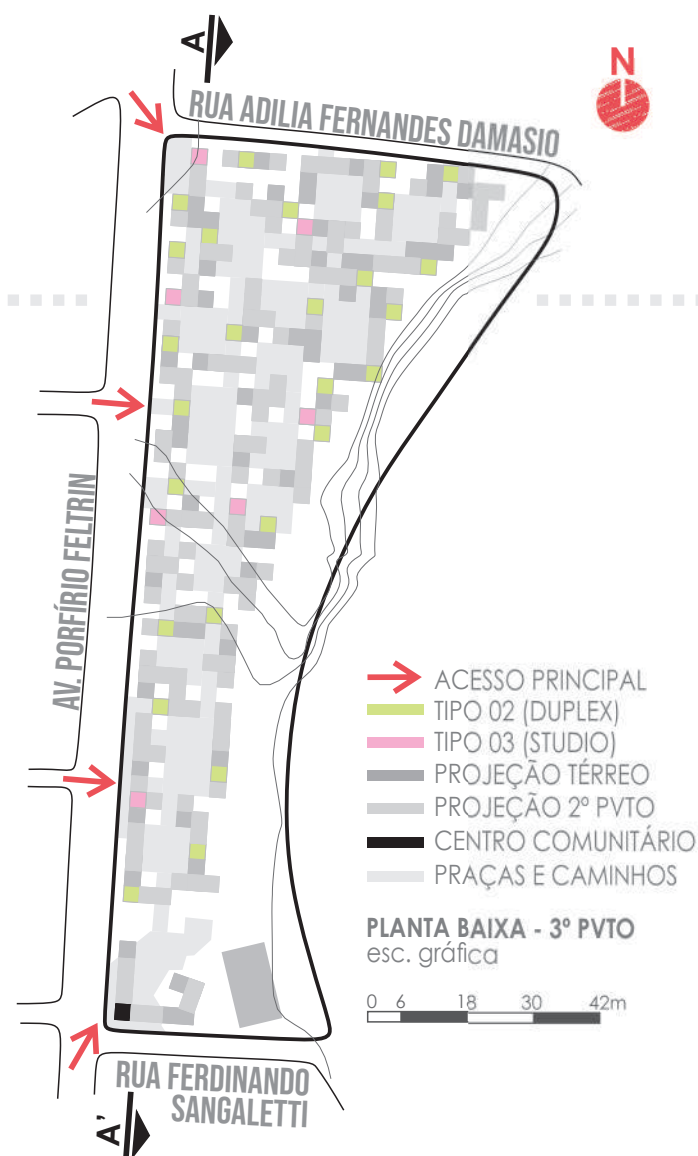 A
N
RUA ADILIA FERNANDES DAMASIO
AV. PORFÍRIO FELTRIN
ACESSO PRINCIPAL
TIPO 02 (DUPLEX)
TIPO 03 (STUDIO)
PROJEÇÃO TÉRREO
PROJEÇÃO 2º PVTO
CENTRO COMUNITÁRIO
PRAÇAS E CAMINHOS
PLANTA BAIXA - 3º PVTO
esc. gráfica
0 6 18 30 42m
RUA FERDINANDO
SANGALETTI
A'